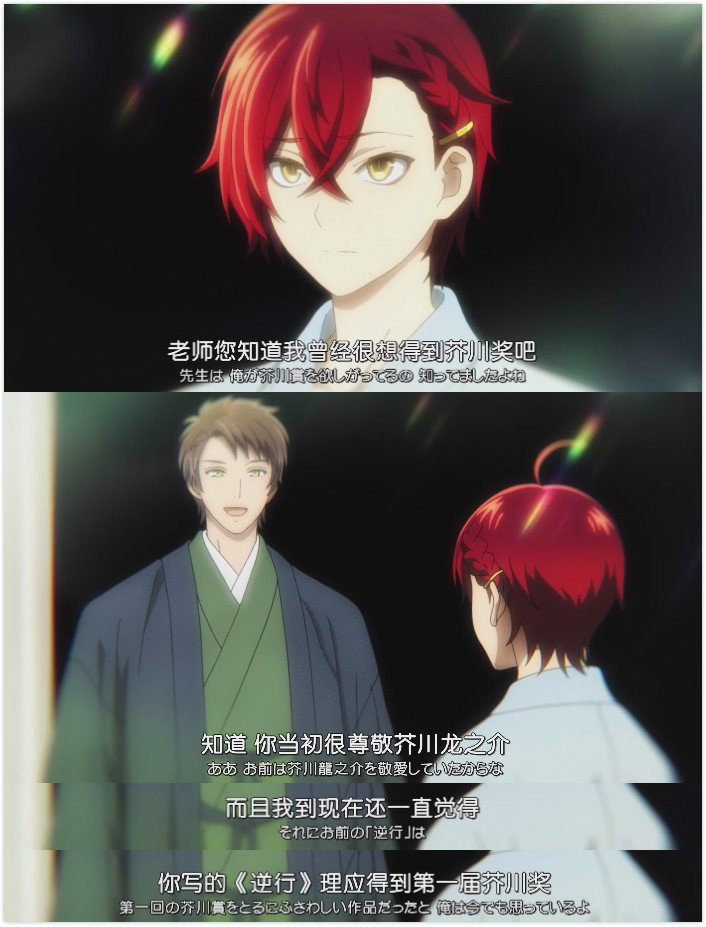 老师您知道我曾经很想得到芥川奖吧
先生は 俺が芥川賞を欲しがってるの 知ってましたよね
知道 你当初很尊敬芥川龙之介
ああ お前は芥川龍之介を敬愛していたからな
而且我到现在还一直觉得
それにお前の「逆行」は
你写的《逆行》理应得到第一届芥川奖
第一回の芥川賞をとるにふさわしい作品だったと 俺は今でも思っているよ